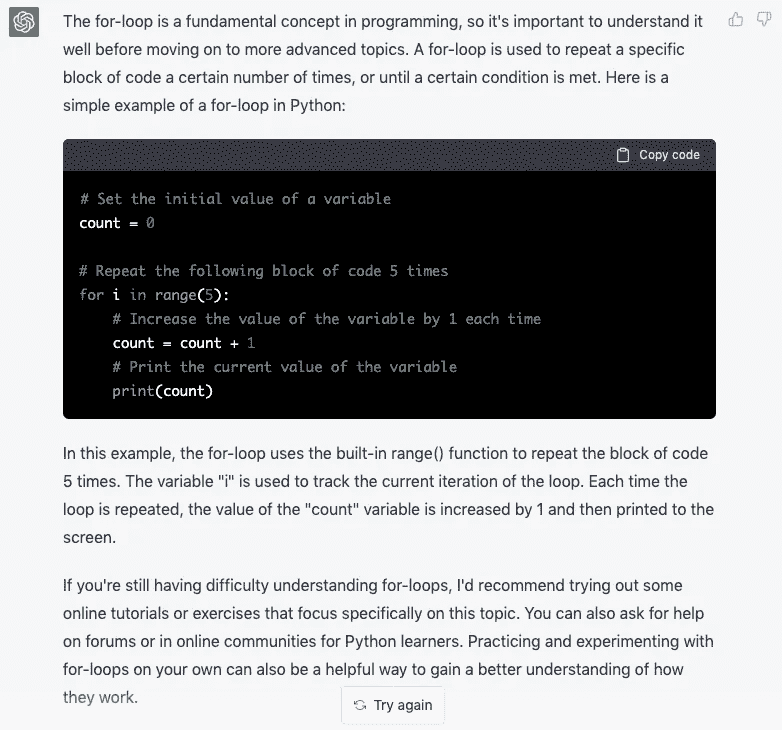 The for-loop is a fundamental concept in programming, so it's important to understand it
well before moving on to more advanced topics. A for-loop is used to repeat a specific
block of code a certain number of times, or until a certain condition is met. Here is a
simple example of a for-loop in Python:
Copy code
# Set the initial value of a variable
count = 0
# Repeat the following block of code 5 times
for i in range(5):
    # Increase the value of the variable by 1 each time
    count = count + 1
    # Print the current value of the variable
    print(count)
In this example, the for-loop uses the built-in range() function to repeat the block of code
5 times. The variable "i" is used to track the current iteration of the loop. Each time the
loop is repeated, the value of the "count" variable is increased by 1 and then printed to the
screen.
If you're still having difficulty understanding for-loops, I'd recommend trying out some
online tutorials or exercises that focus specifically on this topic. You can also ask for help
on forums or in online communities for Python learners. Practicing and experimenting with
for-loops on your own can also be a helpful way to gain a better understanding of how
they work.
Try again